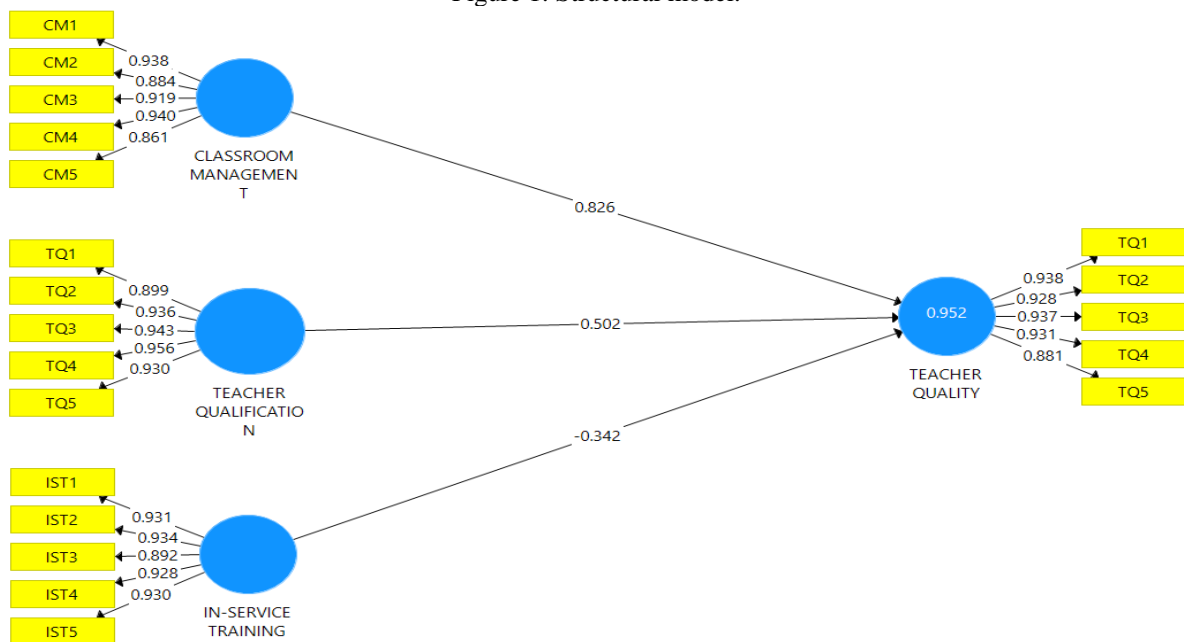 Figure 1. Structural model.
CM1
CM2
CM3
CM4
CM5
0.938
0.884
0.919
0.940
0.861
CLASSROOM
MANAGEMEN
T
0.826
TQ1
TQ2
TQ3
TQ4
TQ5
0.899
0.936
0.943
0.956
0.930
TEACHER
QUALIFICATIO
N
0.502
IST1
IST2
IST3
IST4
IST5
0.931
0.934
0.892
0.928
0.930
IN-SERVICE
TRAINING
-0.342
0.952
TEACHER
QUALITY
0.938
0.928
0.937
0.931
0.881
TQ1
TQ2
TQ3
TQ4
TQ5